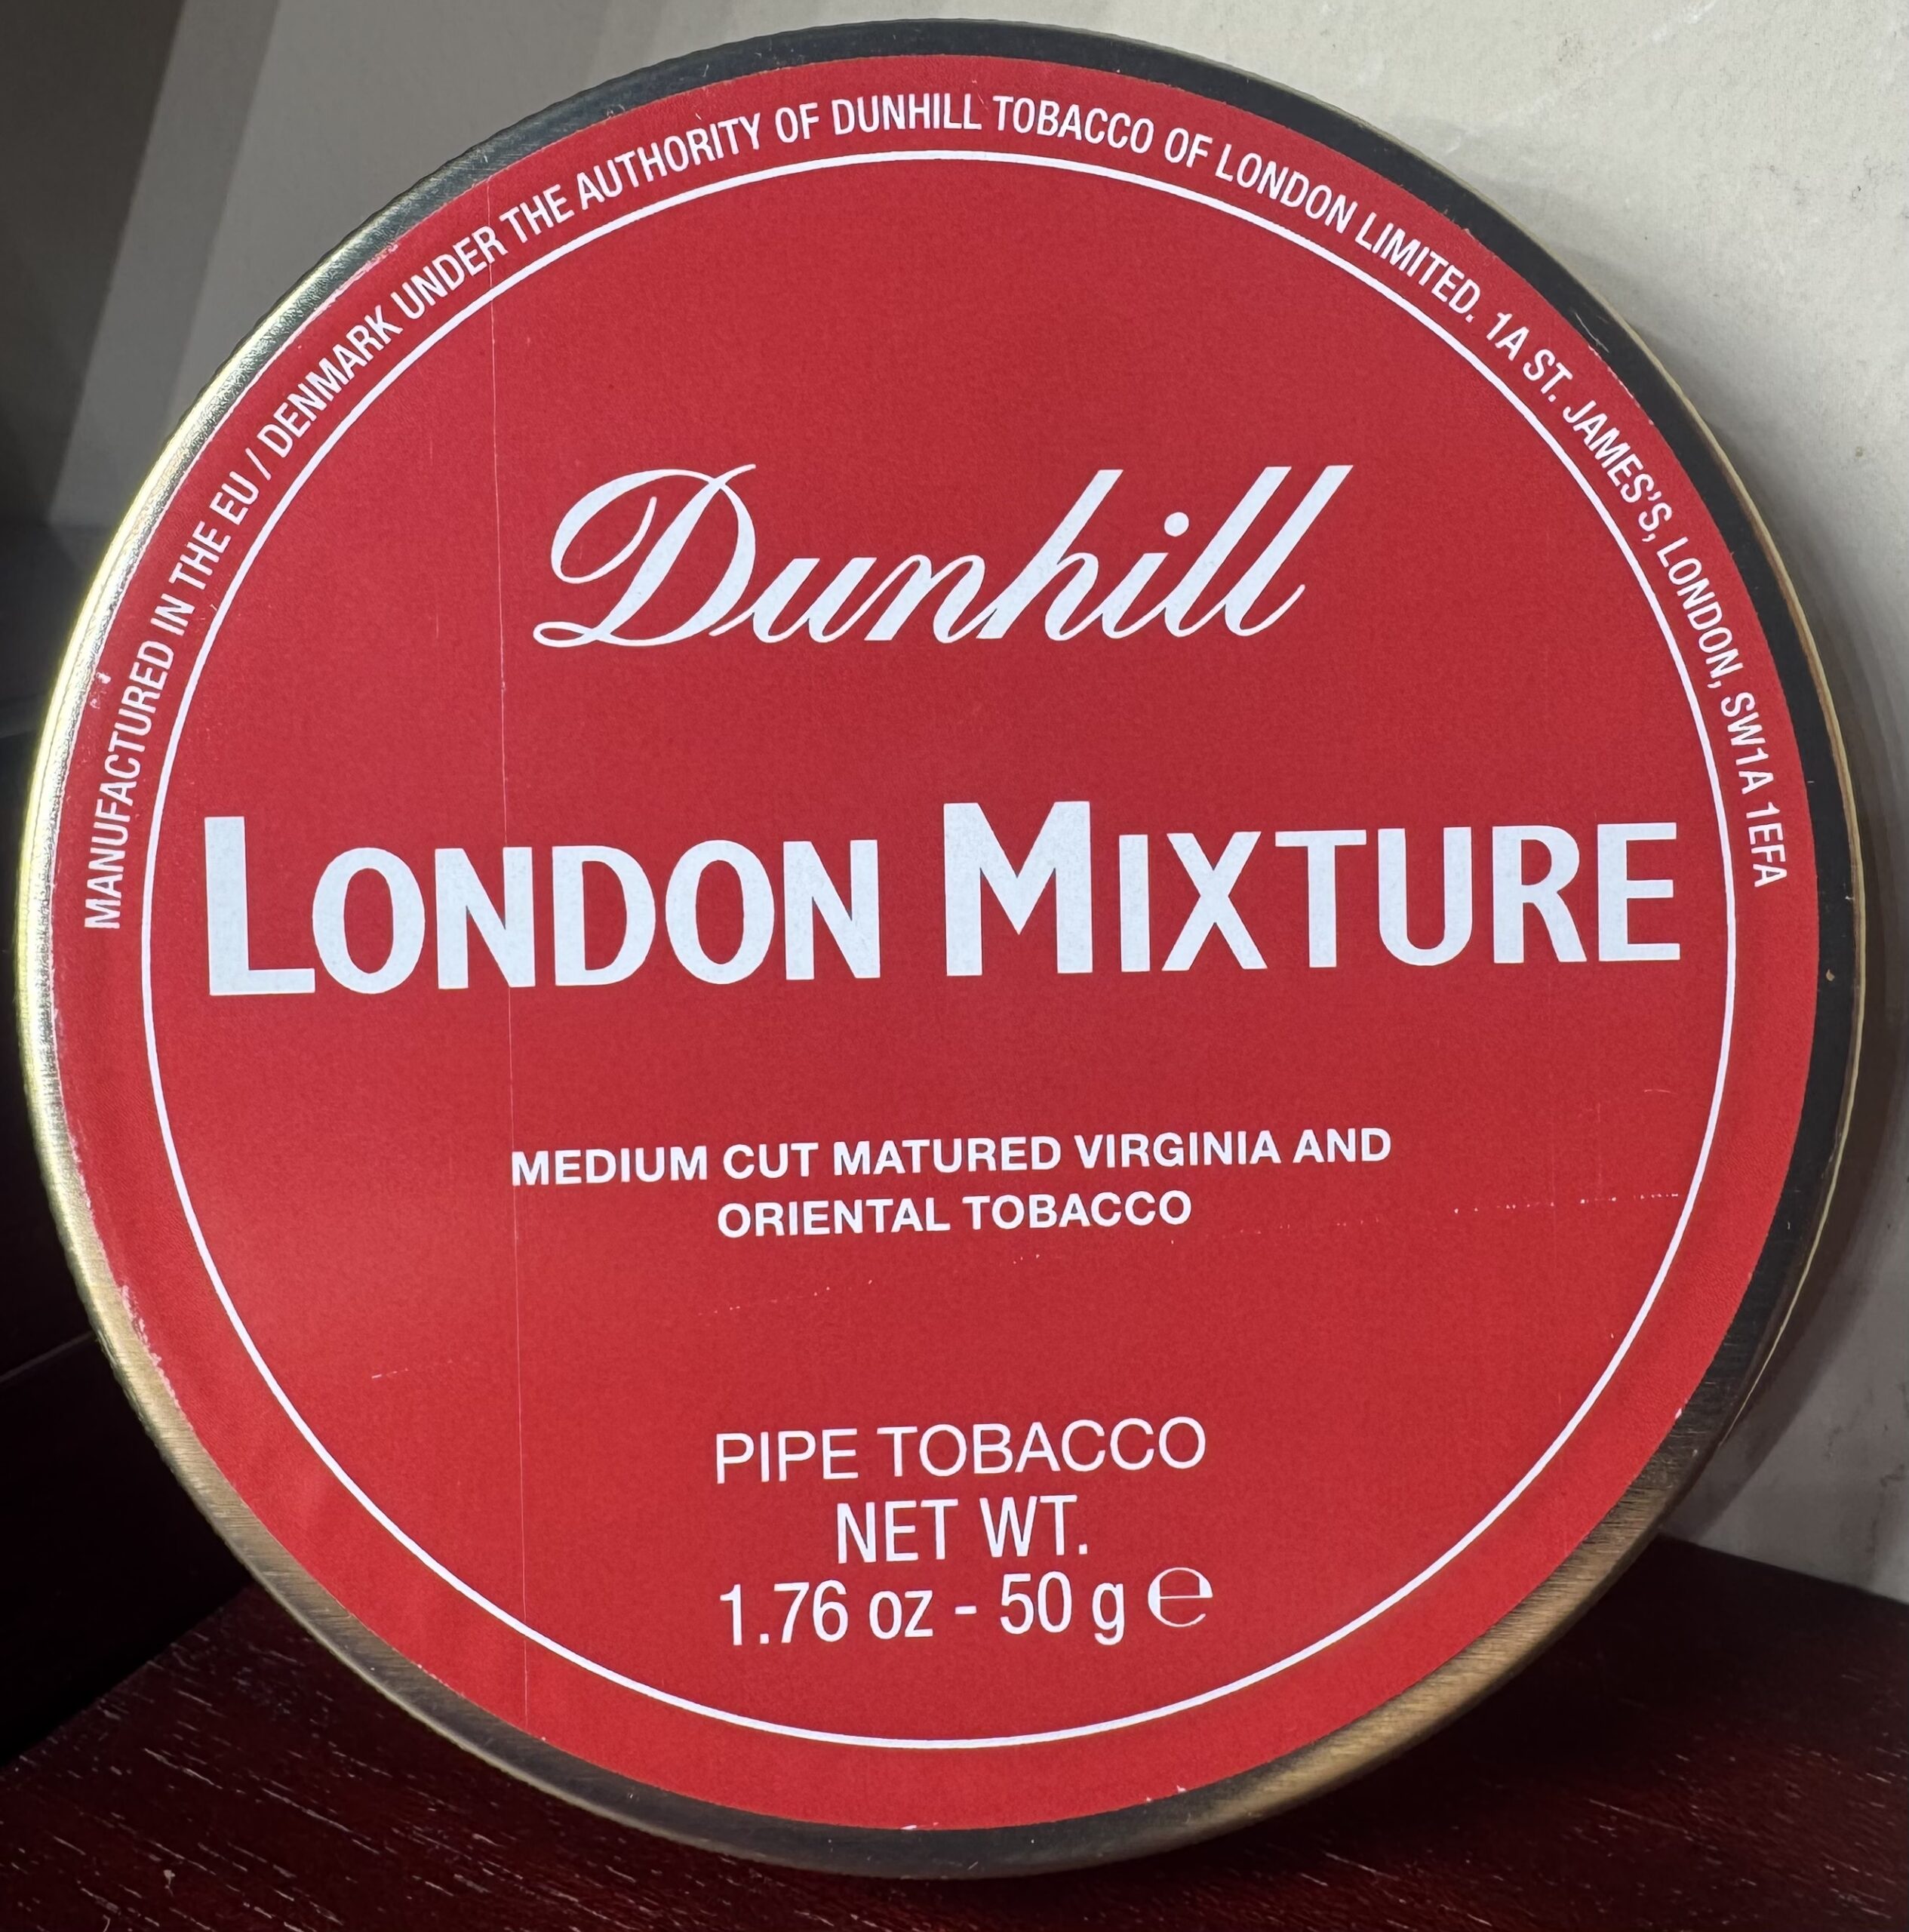 MANUFACTURED IN THE EU / DENMARK UNDER THE AUTHORITY OF DUNHILL TOBACCO OF LONDON LIMITED. 1A ST. JAMES'S, LONDON, SW1A 1EFA
Dunhill
LONDON MIXTURE
MEDIUM CUT MATURED VIRGINIA AND
ORIENTAL TOBACCO
PIPE TOBACCO
NET WT.
1.76 oz - 50 g ℮